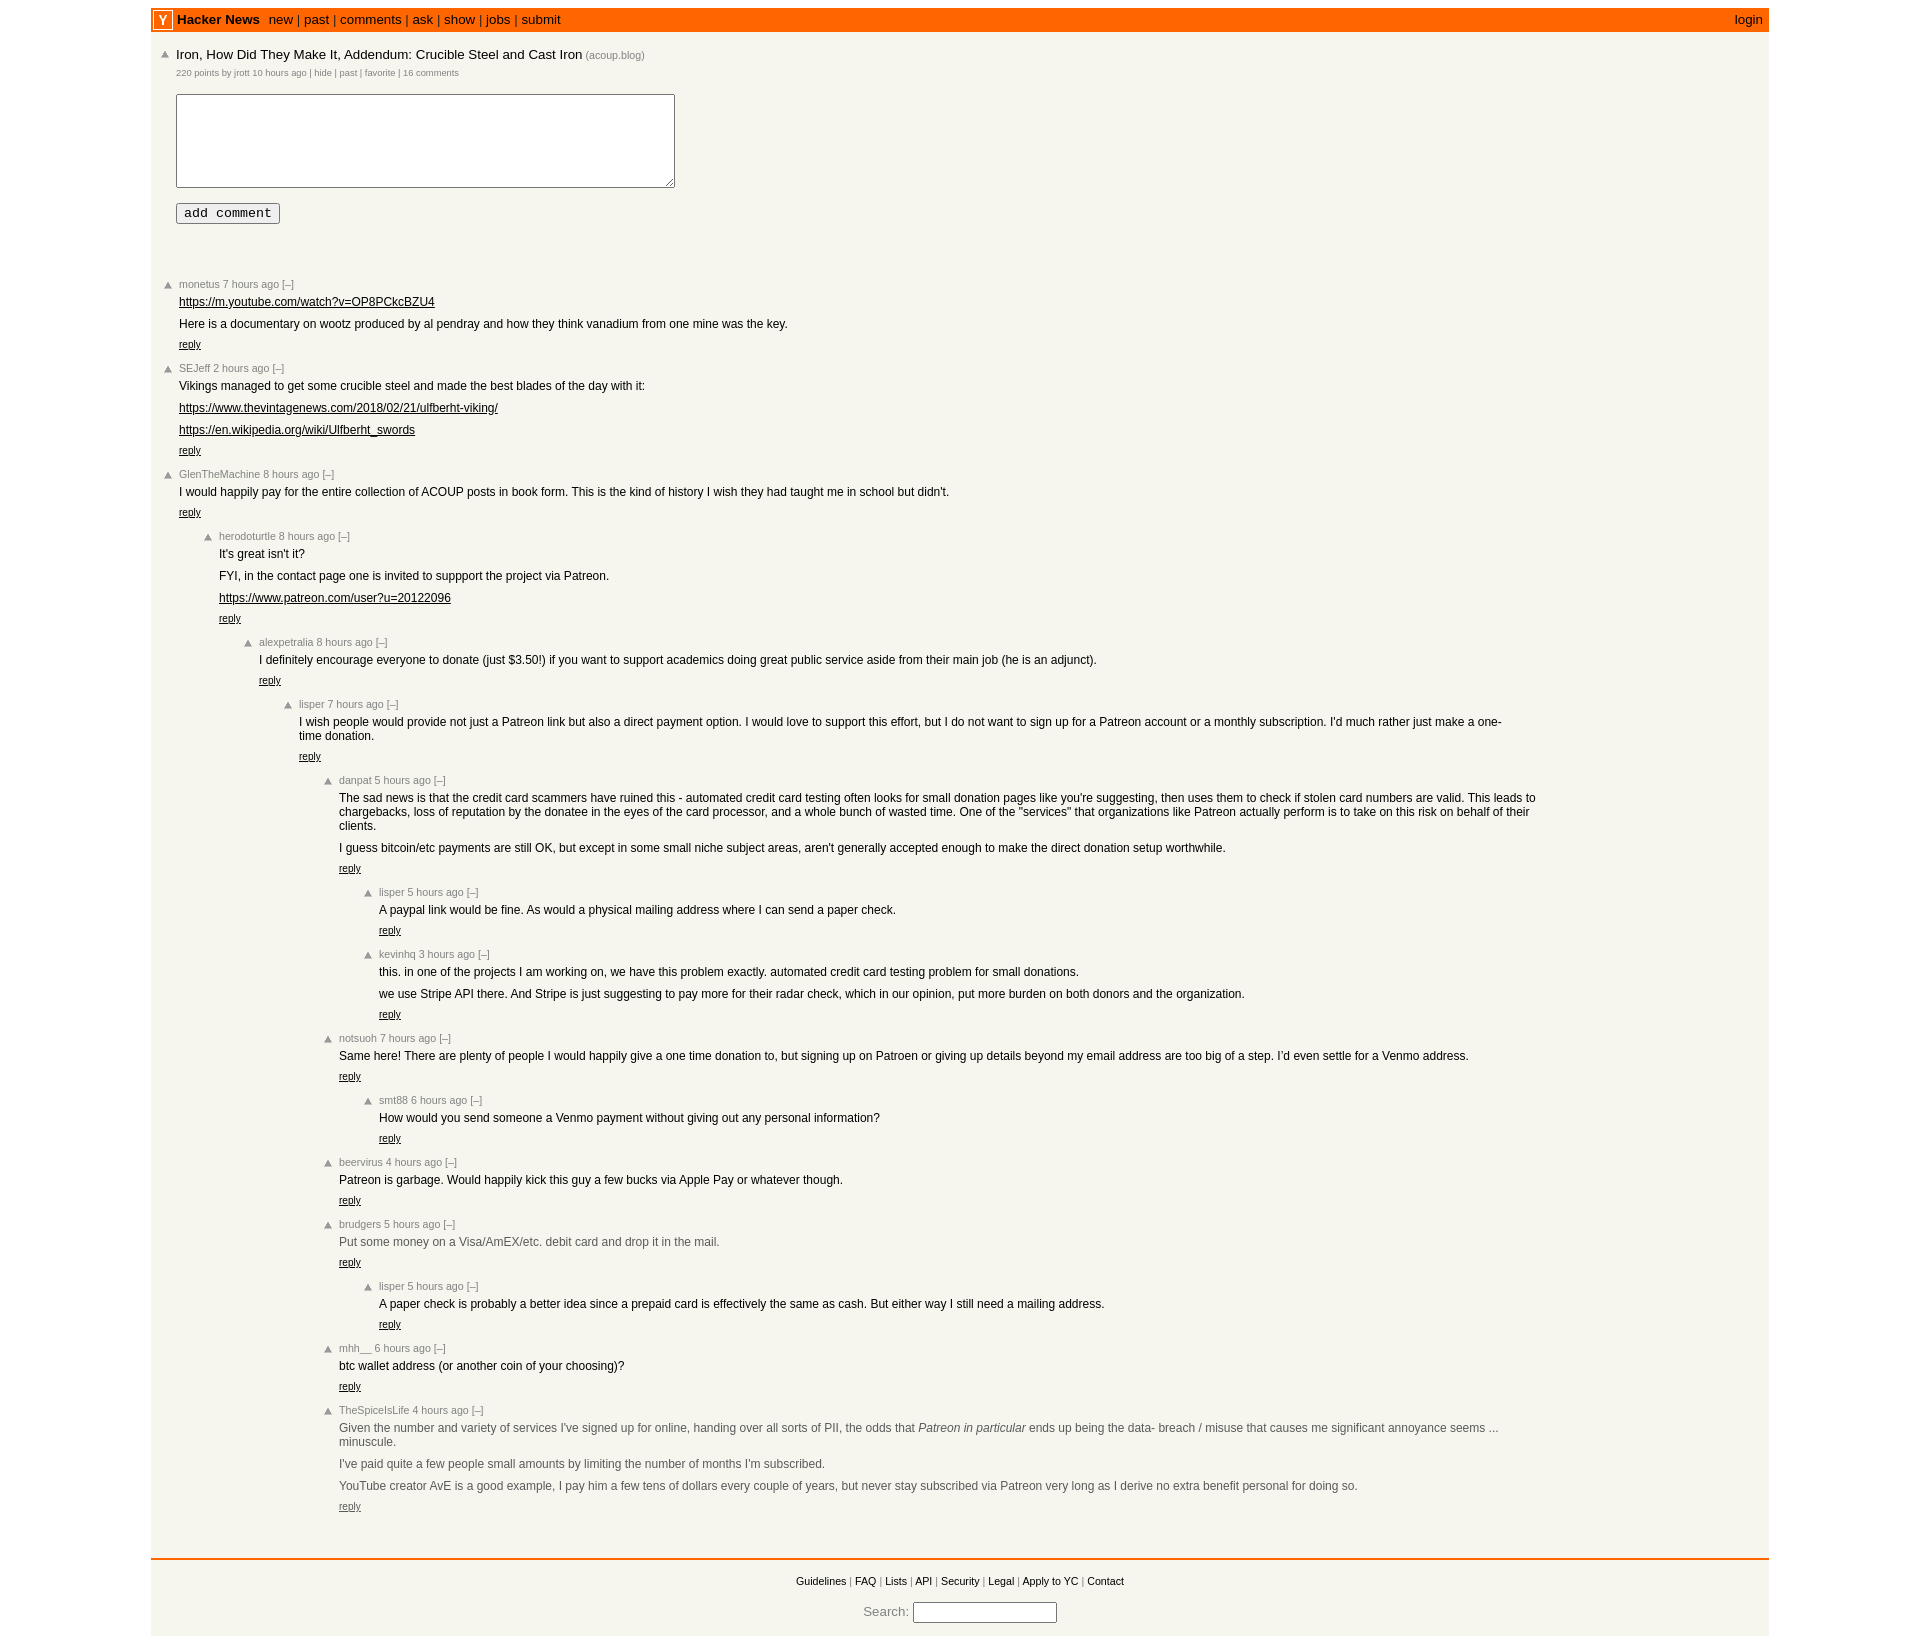 Y Hacker News new | past | comments | ask | show | jobs | submit login
Iron, How Did They Make It, Addendum: Crucible Steel and Cast Iron (acoup.blog)
220 points by jrott 10 hours ago | hide | past | favorite | 16 comments
add comment
monetus 7 hours ago [–]
https://m.youtube.com/watch?v=OP8PCkcBZU4
Here is a documentary on wootz produced by al pendray and how they think vanadium from one mine was the key.
reply
SEJeff 2 hours ago [–]
Vikings managed to get some crucible steel and made the best blades of the day with it:
https://www.thevintagenews.com/2018/02/21/ulfberht-viking/
https://en.wikipedia.org/wiki/Ulfberht_swords
reply
GlenTheMachine 8 hours ago [–]
I would happily pay for the entire collection of ACOUP posts in book form. This is the kind of history I wish they had taught me in school but didn't.
reply
herodoturtle 8 hours ago [–]
It's great isn't it?
FYI, in the contact page one is invited to suppport the project via Patreon.
https://www.patreon.com/user?u=20122096
reply
alexpetralia 8 hours ago [–]
I definitely encourage everyone to donate (just $3.50!) if you want to support academics doing great public service aside from their main job (he is an adjunct).
reply
lisper 7 hours ago [–]
I wish people would provide not just a Patreon link but also a direct payment option. I would love to support this effort, but I do not want to sign up for a Patreon account or a monthly subscription. I'd much rather just make a one-
time donation.
reply
danpat 5 hours ago [–]
The sad news is that the credit card scammers have ruined this - automated credit card testing often looks for small donation pages like you're suggesting, then uses them to check if stolen card numbers are valid. This leads to
chargebacks, loss of reputation by the donatee in the eyes of the card processor, and a whole bunch of wasted time. One of the "services" that organizations like Patreon actually perform is to take on this risk on behalf of their
clients.
I guess bitcoin/etc payments are still OK, but except in some small niche subject areas, aren't generally accepted enough to make the direct donation setup worthwhile.
reply
lisper 5 hours ago [–]
A paypal link would be fine. As would a physical mailing address where I can send a paper check.
reply
kevinhq 3 hours ago [–]
this. in one of the projects I am working on, we have this problem exactly. automated credit card testing problem for small donations.
we use Stripe API there. And Stripe is just suggesting to pay more for their radar check, which in our opinion, put more burden on both donors and the organization.
reply
notsuoh 7 hours ago [–]
Same here! There are plenty of people I would happily give a one time donation to, but signing up on Patroen or giving up details beyond my email address are too big of a step. I’d even settle for a Venmo address.
reply
smt88 6 hours ago [–]
How would you send someone a Venmo payment without giving out any personal information?
reply
beervirus 4 hours ago [–]
Patreon is garbage. Would happily kick this guy a few bucks via Apple Pay or whatever though.
reply
brudgers 5 hours ago [–]
Put some money on a Visa/AmEX/etc. debit card and drop it in the mail.
reply
lisper 5 hours ago [–]
A paper check is probably a better idea since a prepaid card is effectively the same as cash. But either way I still need a mailing address.
reply
mhh__ 6 hours ago [–]
btc wallet address (or another coin of your choosing)?
reply
TheSpiceIsLife 4 hours ago [–]
Given the number and variety of services I've signed up for online, handing over all sorts of PII, the odds that Patreon in particular ends up being the data- breach / misuse that causes me significant annoyance seems ...
minuscule.
I've paid quite a few people small amounts by limiting the number of months I'm subscribed.
YouTube creator AvE is a good example, I pay him a few tens of dollars every couple of years, but never stay subscribed via Patreon very long as I derive no extra benefit personal for doing so.
reply
Guidelines | FAQ | Lists | API | Security | Legal | Apply to YC | Contact
Search: